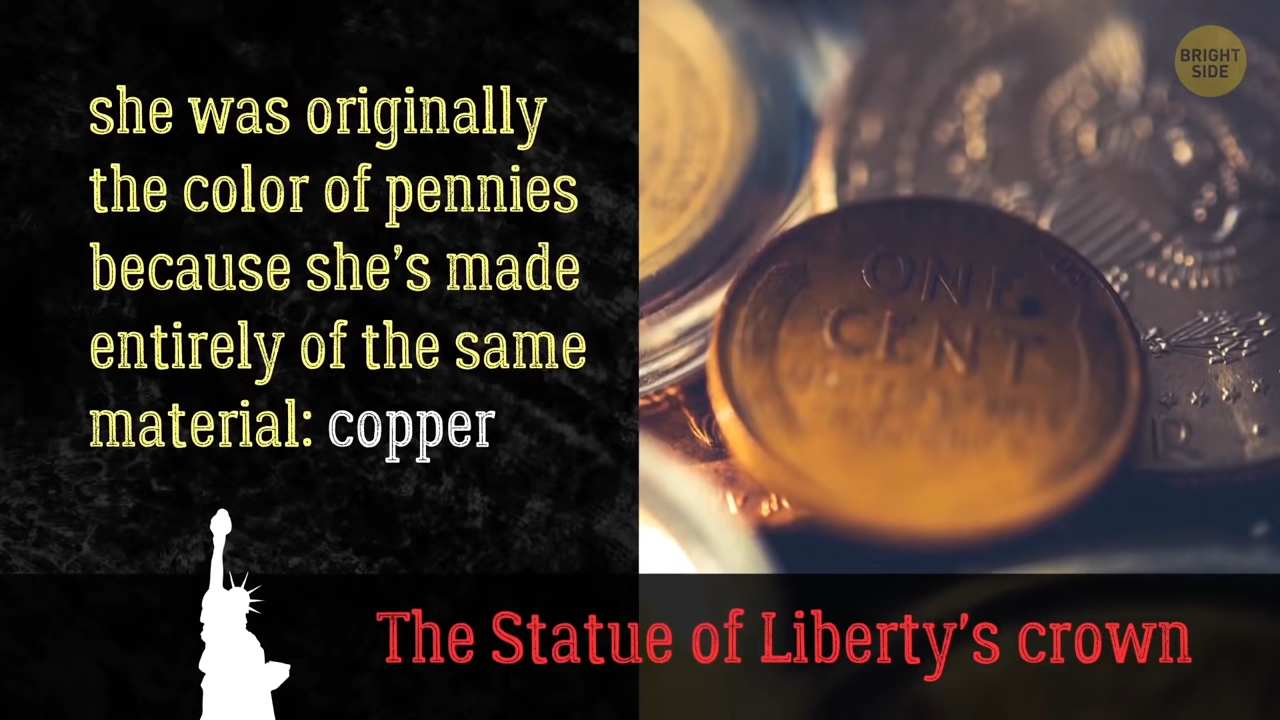 BRIGHT
SIDE
she was originally
the color of pennies
because she’s made
entirely of the same
material: copper
ONE
CENT
The Statue of Liberty’s crown